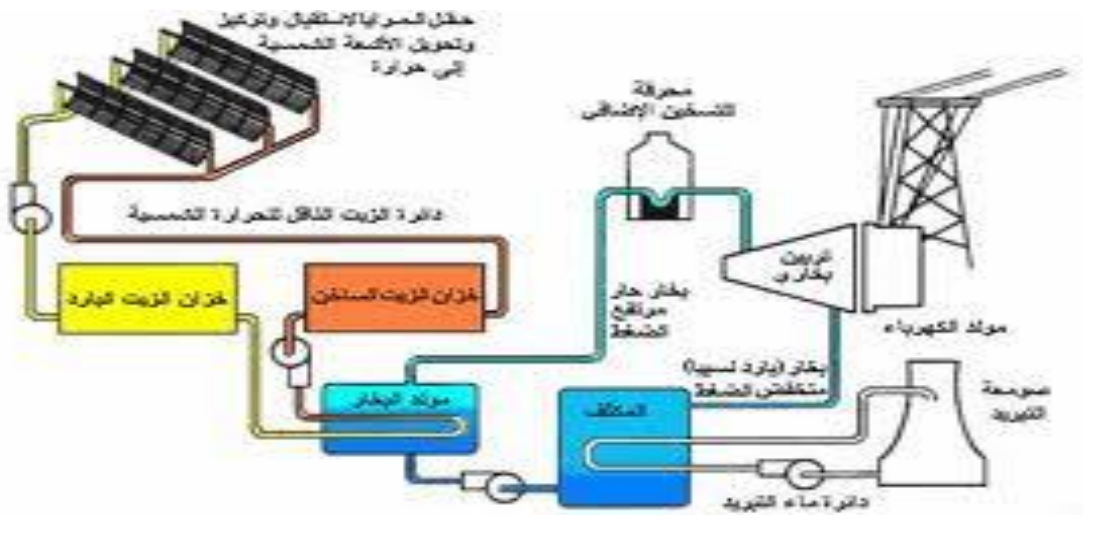 حقل المرايا لاستقبال وتركيز
وتحويل الأشعة الشمسية
إلى حرارة
محرقة
للتسخين الإضافي
دائرة الزيت الناقل للحرارة الشمسية
تربين
بخاري
خزان الزيت البارد
خزان الزيت الساخن
بخار حار
مرتفع
الضغط
مولد الكهرباء
بخار (بارد نسبيا)
منخفض الضغط
صومعة
التبريد
مولد البخار
المكثف
دائرة ماء التبريد